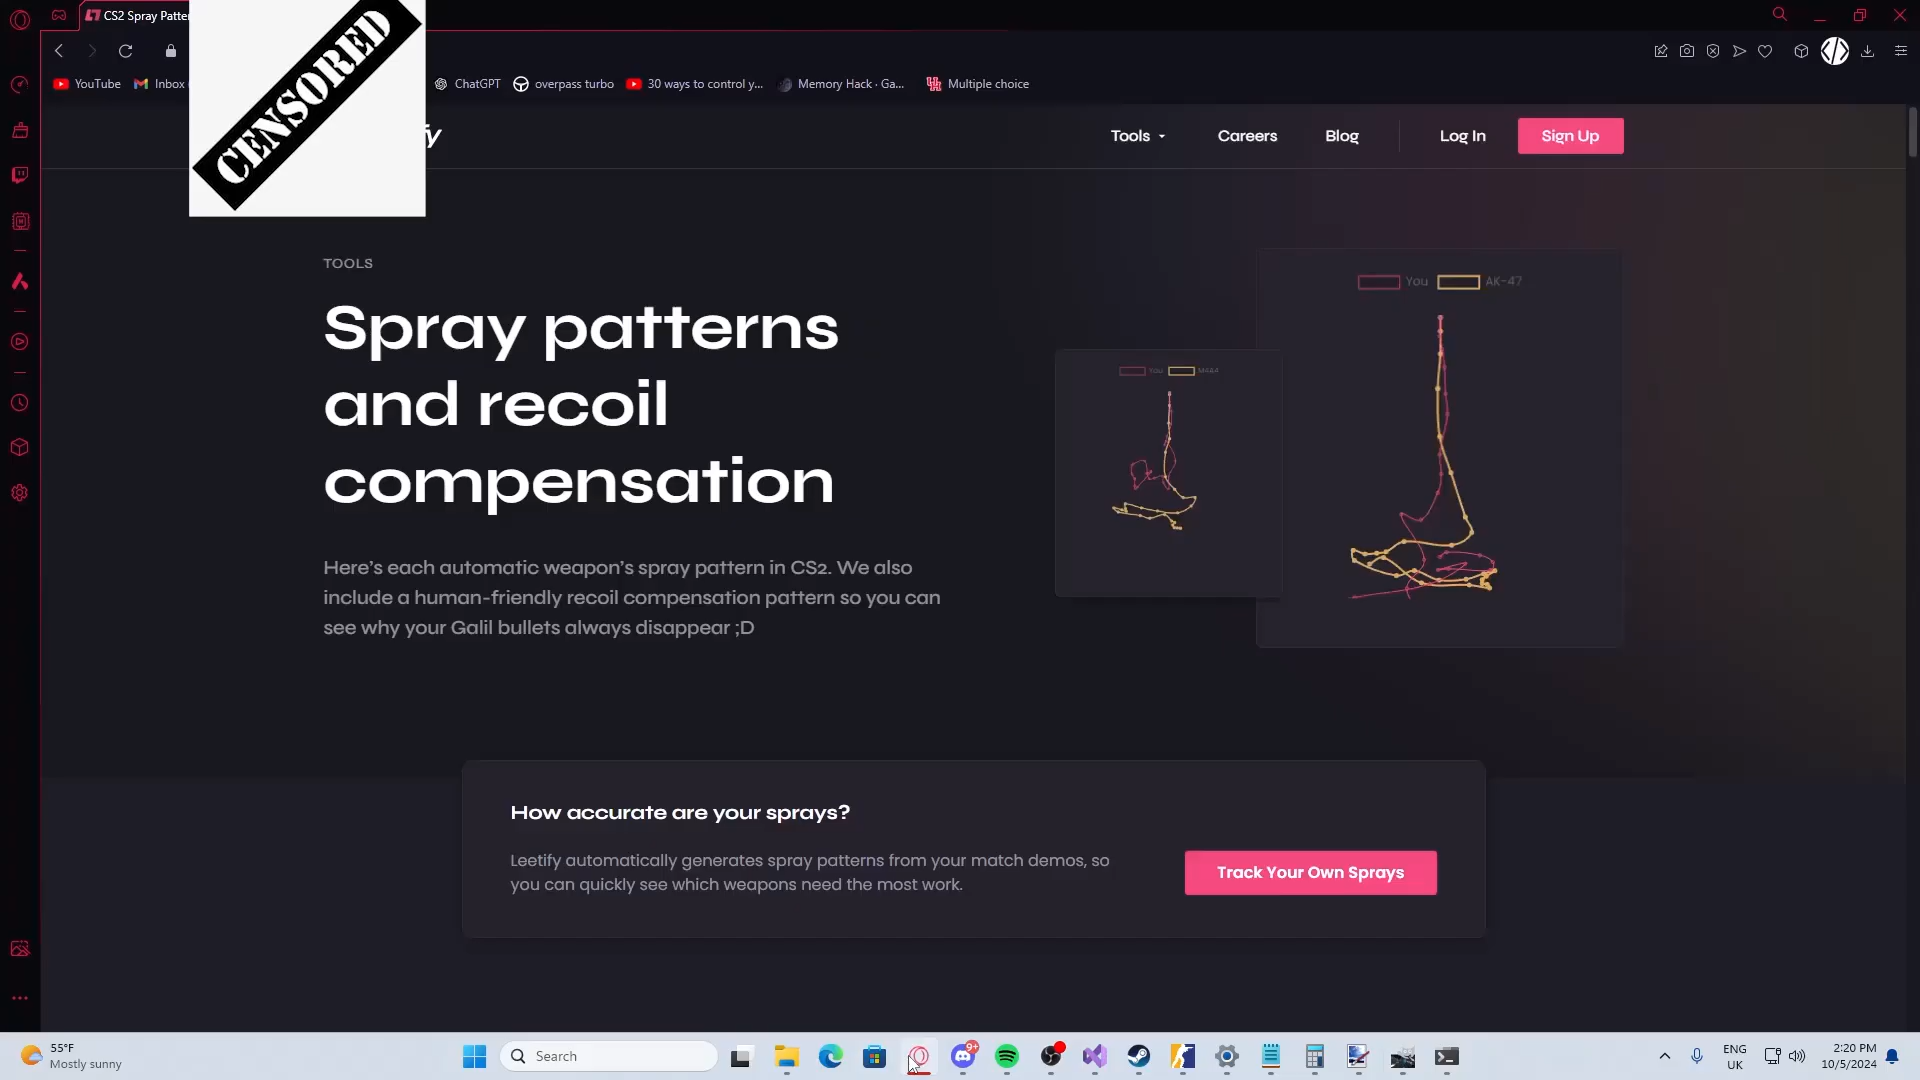 CS2 Spray Patte
YouTube
Inbox
ChatGPT
overpass turbo
30 ways to control y...
Memory Hack · Ga...
Multiple choice
CENSORED
fy
Tools
Careers
Blog
Log In
Sign Up
TOOLS
Spray patterns
and recoil
compensation
Here's each automatic weapon's spray pattern in CS2. We also
include a human-friendly recoil compensation pattern so you can
see why your Galil bullets always disappear ;D
You
M4A4
You
AK-47
How accurate are your sprays?
Leetify automatically generates spray patterns from your match demos, so
you can quickly see which weapons need the most work.
Track Your Own Sprays
55°F
Mostly sunny
Search
9+
ENG
UK
2:20 PM
10/5/2024